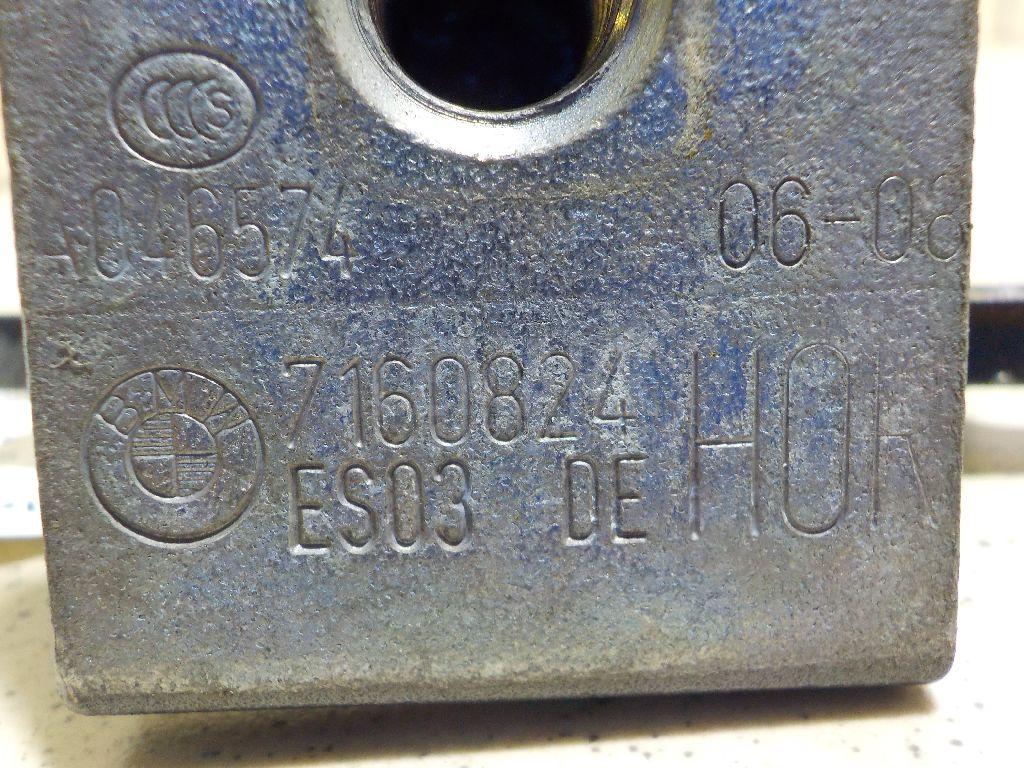 CCCS
4046574 06-08
BMW 7160824 HOR
ES03 DE